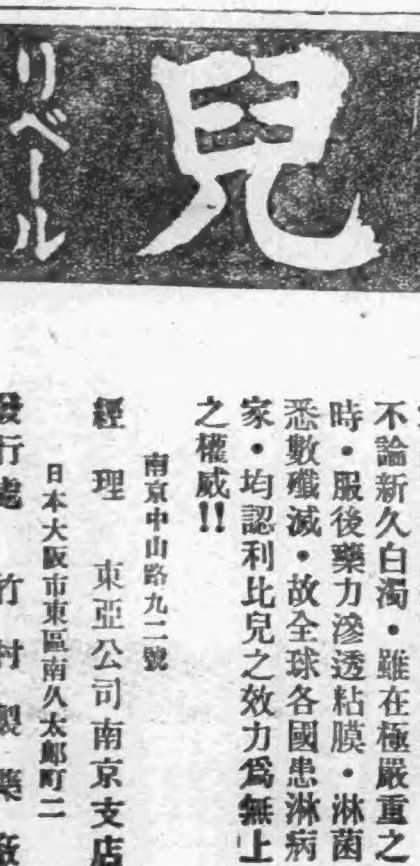 兒
リベール
不論新久白濁・雖在極嚴重之
時・服後藥力滲透粘膜・淋菌
悉數殲滅・故全球各國患淋病
家・均認利比兒之效力爲無上
之權威!!
南京中山路九二號
經理 東亞公司南京支店
日本大阪市東區南久太郎町二
發行處 竹村製藥廠